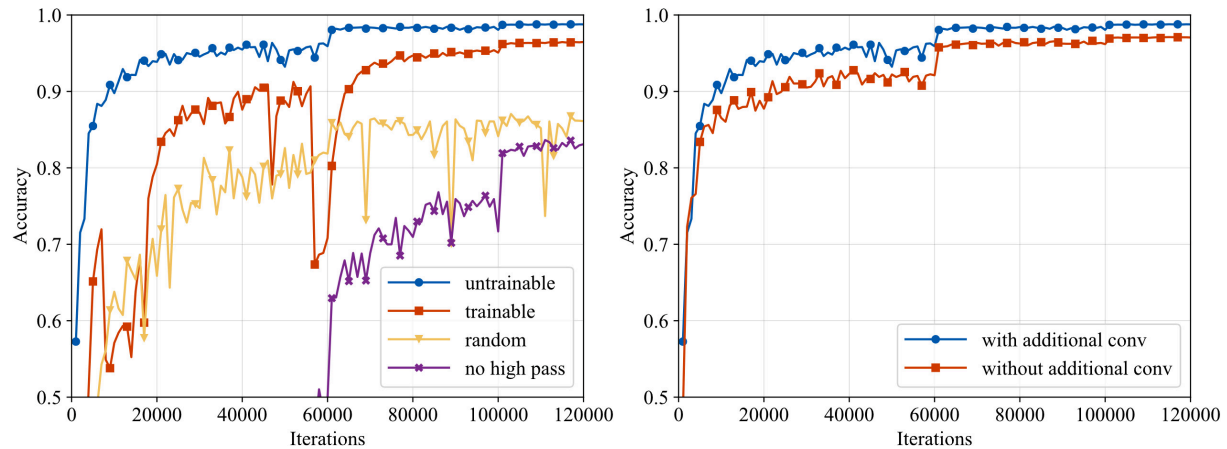 1.0
0.9
0.8
0.7
0.6
0.5
Accuracy
0 20000 40000 60000 80000 100000 120000
Iterations
untrainable
trainable
random
no high pass
1.0
0.9
0.8
0.7
0.6
0.5
Accuracy
0 20000 40000 60000 80000 100000 120000
Iterations
with additional conv
without additional conv